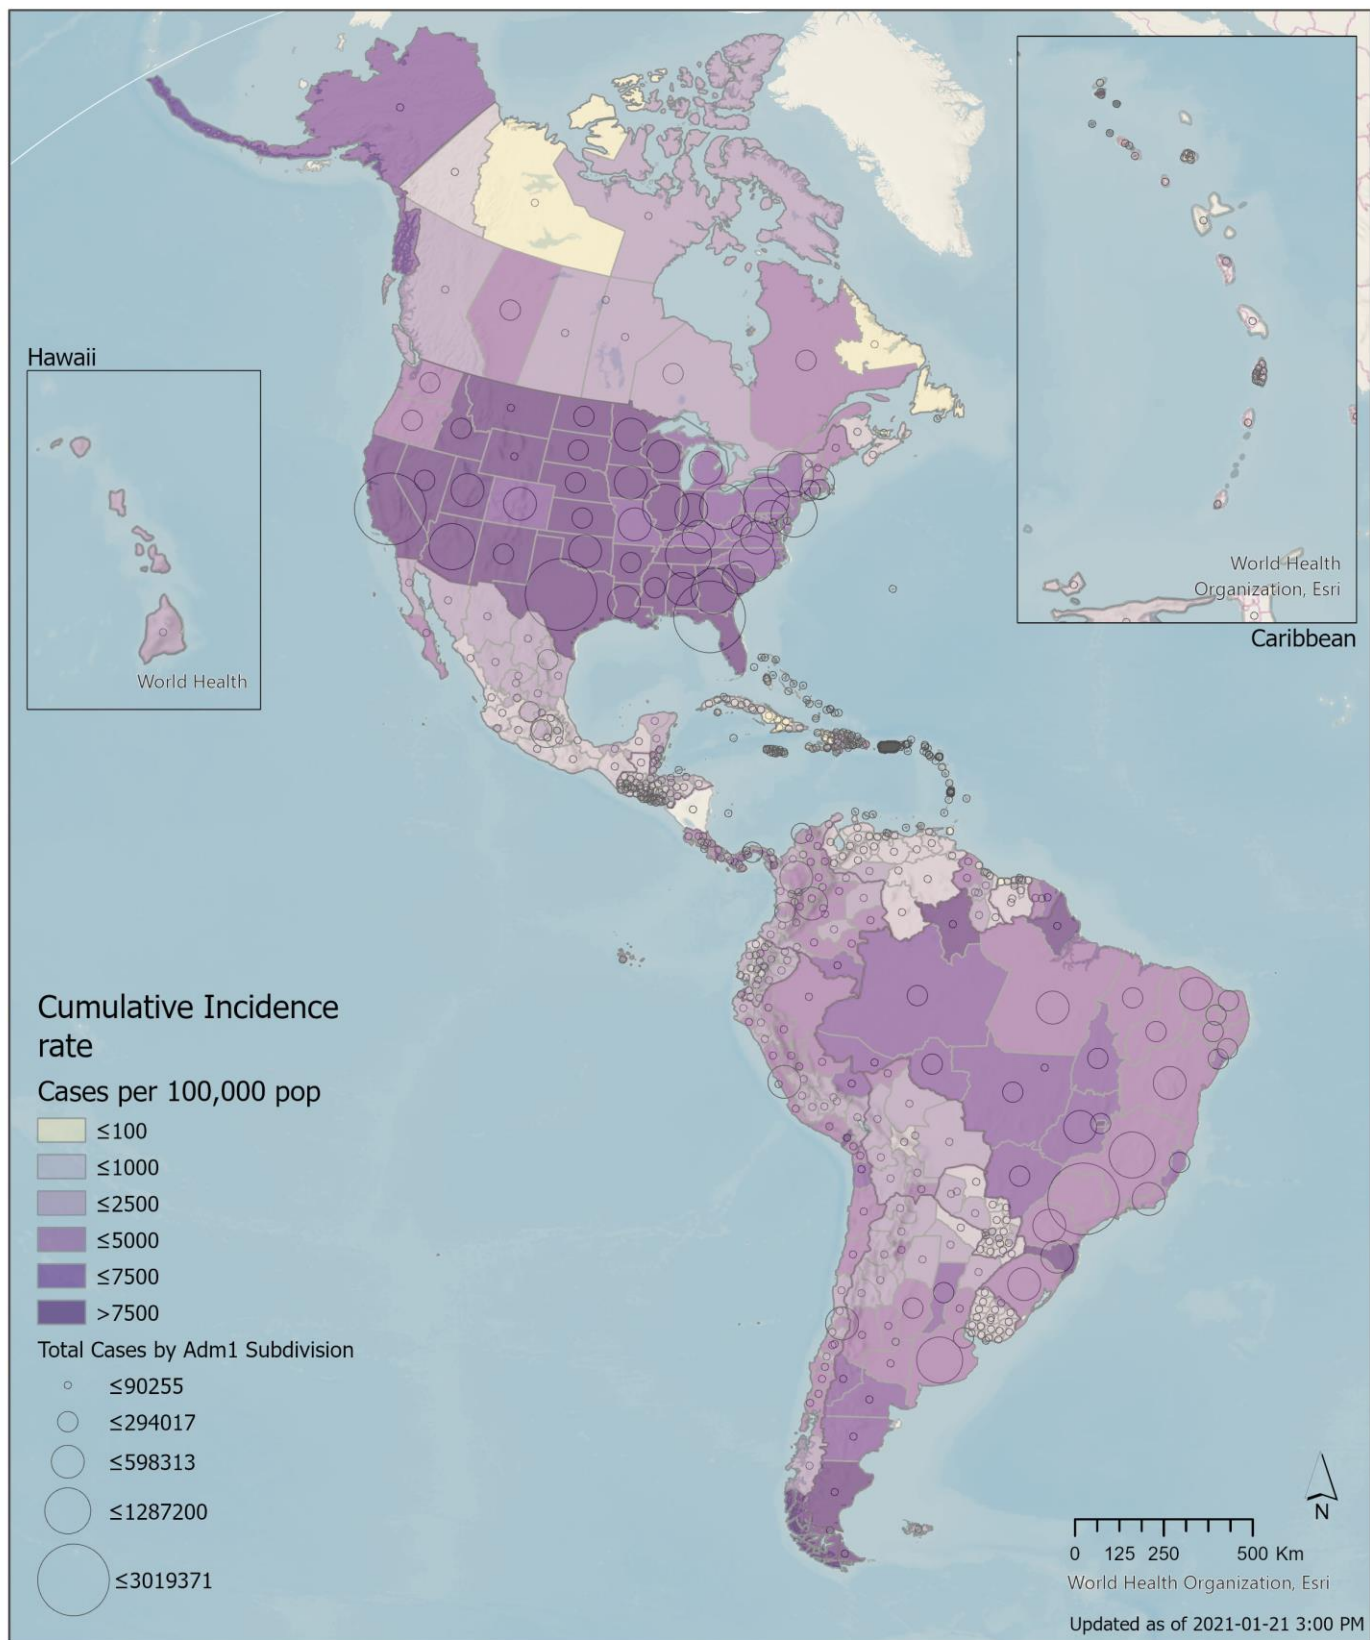 Hawaii
World Health
World Health
Organization, Esri
Caribbean
Cumulative Incidence
rate
Cases per 100,000 pop
≤100
≤1000
≤2500
≤5000
≤7500
>7500
Total Cases by Adm1 Subdivision
≤90255
≤294017
≤598313
≤1287200
≤3019371
N
0 125 250 500 Km
World Health Organization, Esri
Updated as of 2021-01-21 3:00 PM